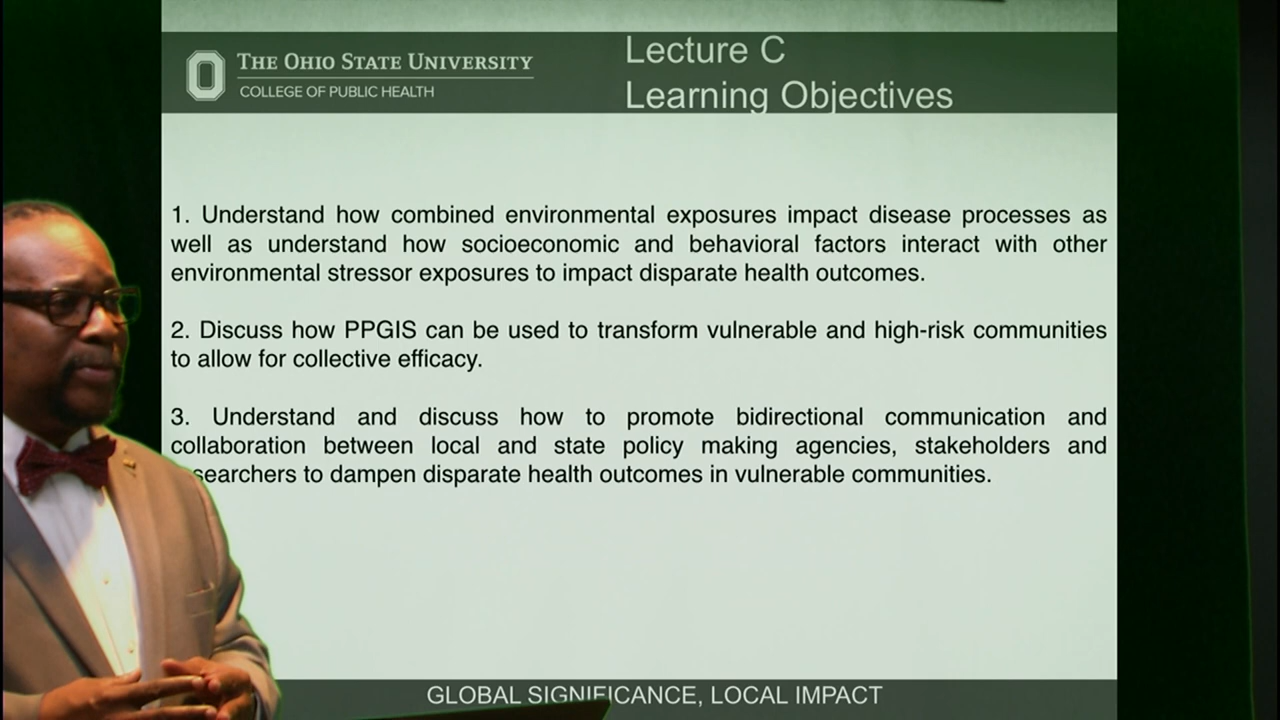 THE OHIO STATE UNIVERSITY
COLLEGE OF PUBLIC HEALTH
Lecture C
Learning Objectives
1. Understand how combined environmental exposures impact disease processes as
well as understand how socioeconomic and behavioral factors interact with other
environmental stressor exposures to impact disparate health outcomes.
2. Discuss how PPGIS can be used to transform vulnerable and high-risk communities
to allow for collective efficacy.
3. Understand and discuss how to promote bidirectional communication and
collaboration between local and state policy making agencies, stakeholders and
searchers to dampen disparate health outcomes in vulnerable communities.
GLOBAL SIGNIFICANCE, LOCAL IMPACT